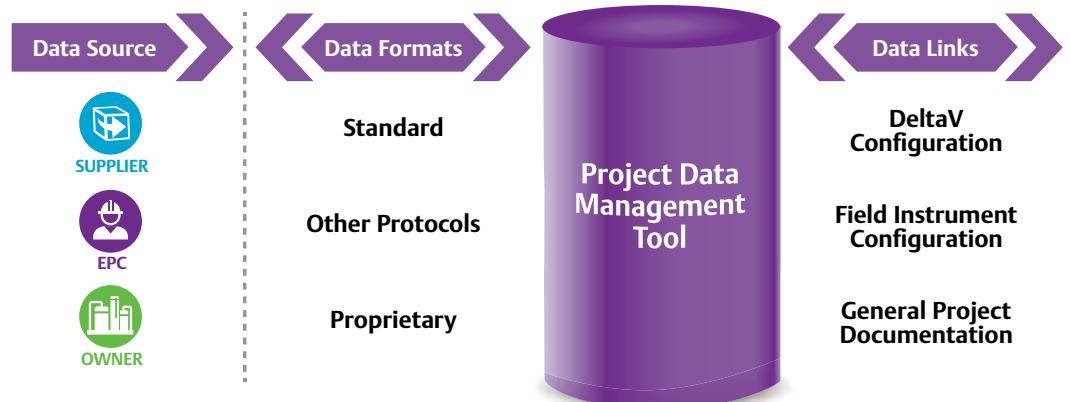 Data Source
Data Formats
Data Links
SUPPLIER
EPC
OWNER
Standard
Other Protocols
Proprietary
Project Data
Management
Tool
DeltaV
Configuration
Field Instrument
Configuration
General Project
Documentation